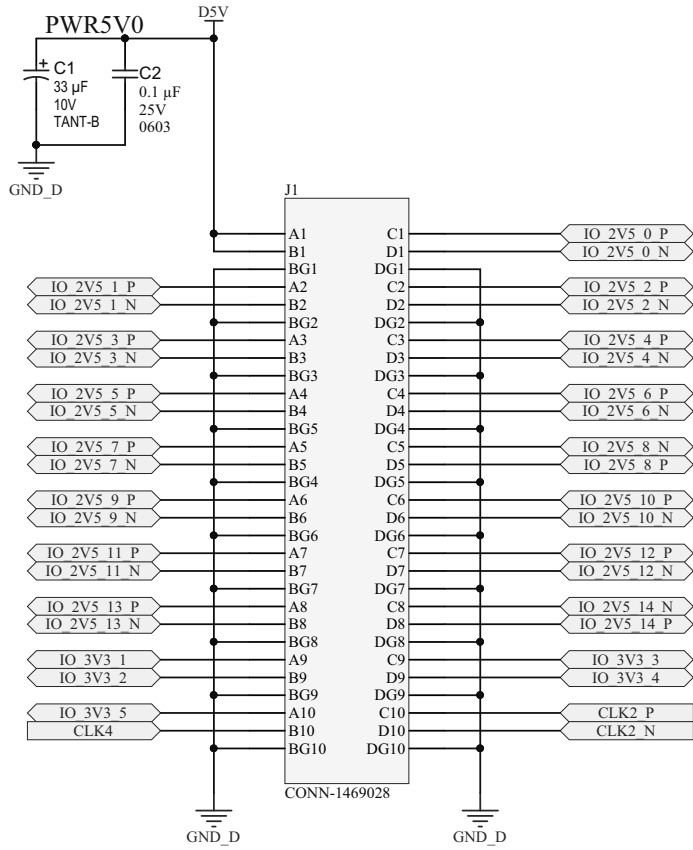 D5V
PWR5V0
C1
33 µF
10V
TANT-B
C2
0.1 µF
25V
0603
GND_D
J1
A1 C1 IO_2V5_0_P
B1 D1 IO_2V5_0_N
BG1 DG1
IO_2V5_1_P A2 C2 IO_2V5_2_P
IO_2V5_1_N B2 D2 IO_2V5_2_N
BG2 DG2
IO_2V5_3_P A3 C3 IO_2V5_4_P
IO_2V5_3_N B3 D3 IO_2V5_4_N
BG3 DG3
IO_2V5_5_P A4 C4 IO_2V5_6_P
IO_2V5_5_N B4 D4 IO_2V5_6_N
BG5 DG4
IO_2V5_7_P A5 C5 IO_2V5_8_N
IO_2V5_7_N B5 D5 IO_2V5_8_P
BG4 DG5
IO_2V5_9_P A6 C6 IO_2V5_10_P
IO_2V5_9_N B6 D6 IO_2V5_10_N
BG6 DG6
IO_2V5_11_P A7 C7 IO_2V5_12_P
IO_2V5_11_N B7 D7 IO_2V5_12_N
BG7 DG7
IO_2V5_13_P A8 C8 IO_2V5_14_N
IO_2V5_13_N B8 D8 IO_2V5_14_P
BG8 DG8
IO_3V3_1 A9 C9 IO_3V3_3
IO_3V3_2 B9 D9 IO_3V3_4
BG9 DG9
IO_3V3_5 A10 C10 CLK2_P
CLK4 B10 D10 CLK2_N
BG10 DG10
CONN-1469028
GND_D GND_D